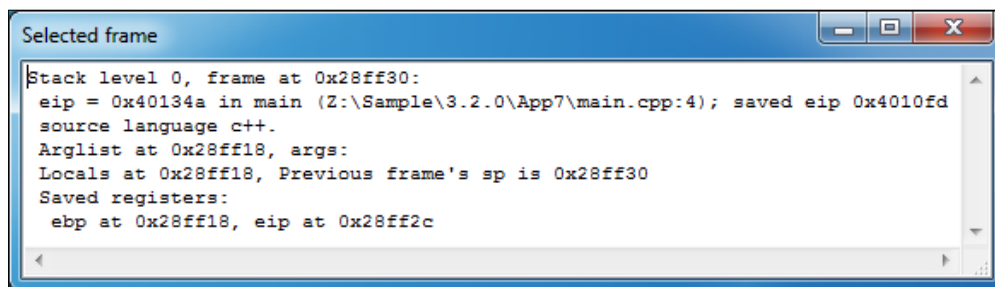 Selected frame
Stack level 0, frame at 0x28ff30:
eip = 0x40134a in main (Z:\Sample\3.2.0\App7\main.cpp:4); saved eip 0x4010fd
source language c++.
Arglist at 0x28ff18, args:
Locals at 0x28ff18, Previous frame's sp is 0x28ff30
Saved registers:
ebp at 0x28ff18, eip at 0x28ff2c